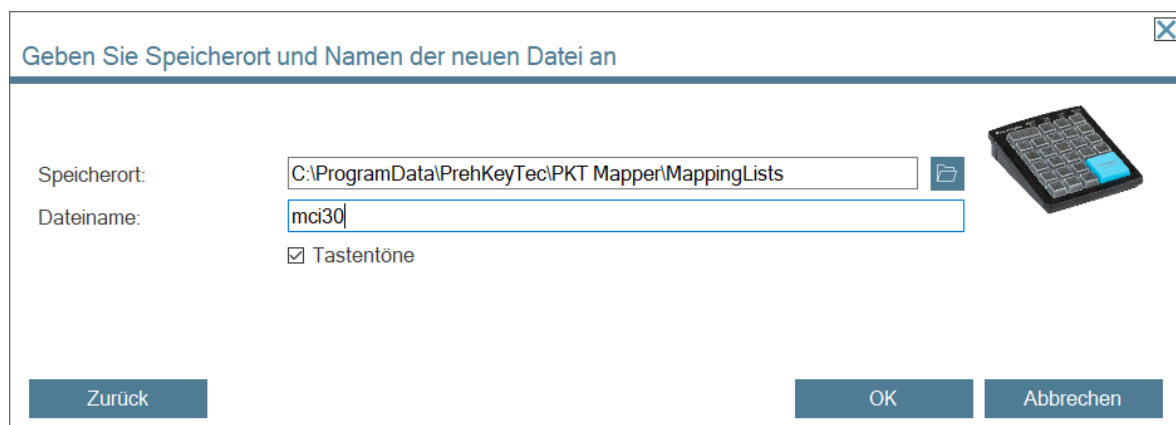 Geben Sie Speicherort und Namen der neuen Datei an
Speicherort: C:\ProgramData\PrehKeyTec\PKT Mapper\MappingLists
Dateiname: mci30
Tastentöne
Zurück OK Abbrechen